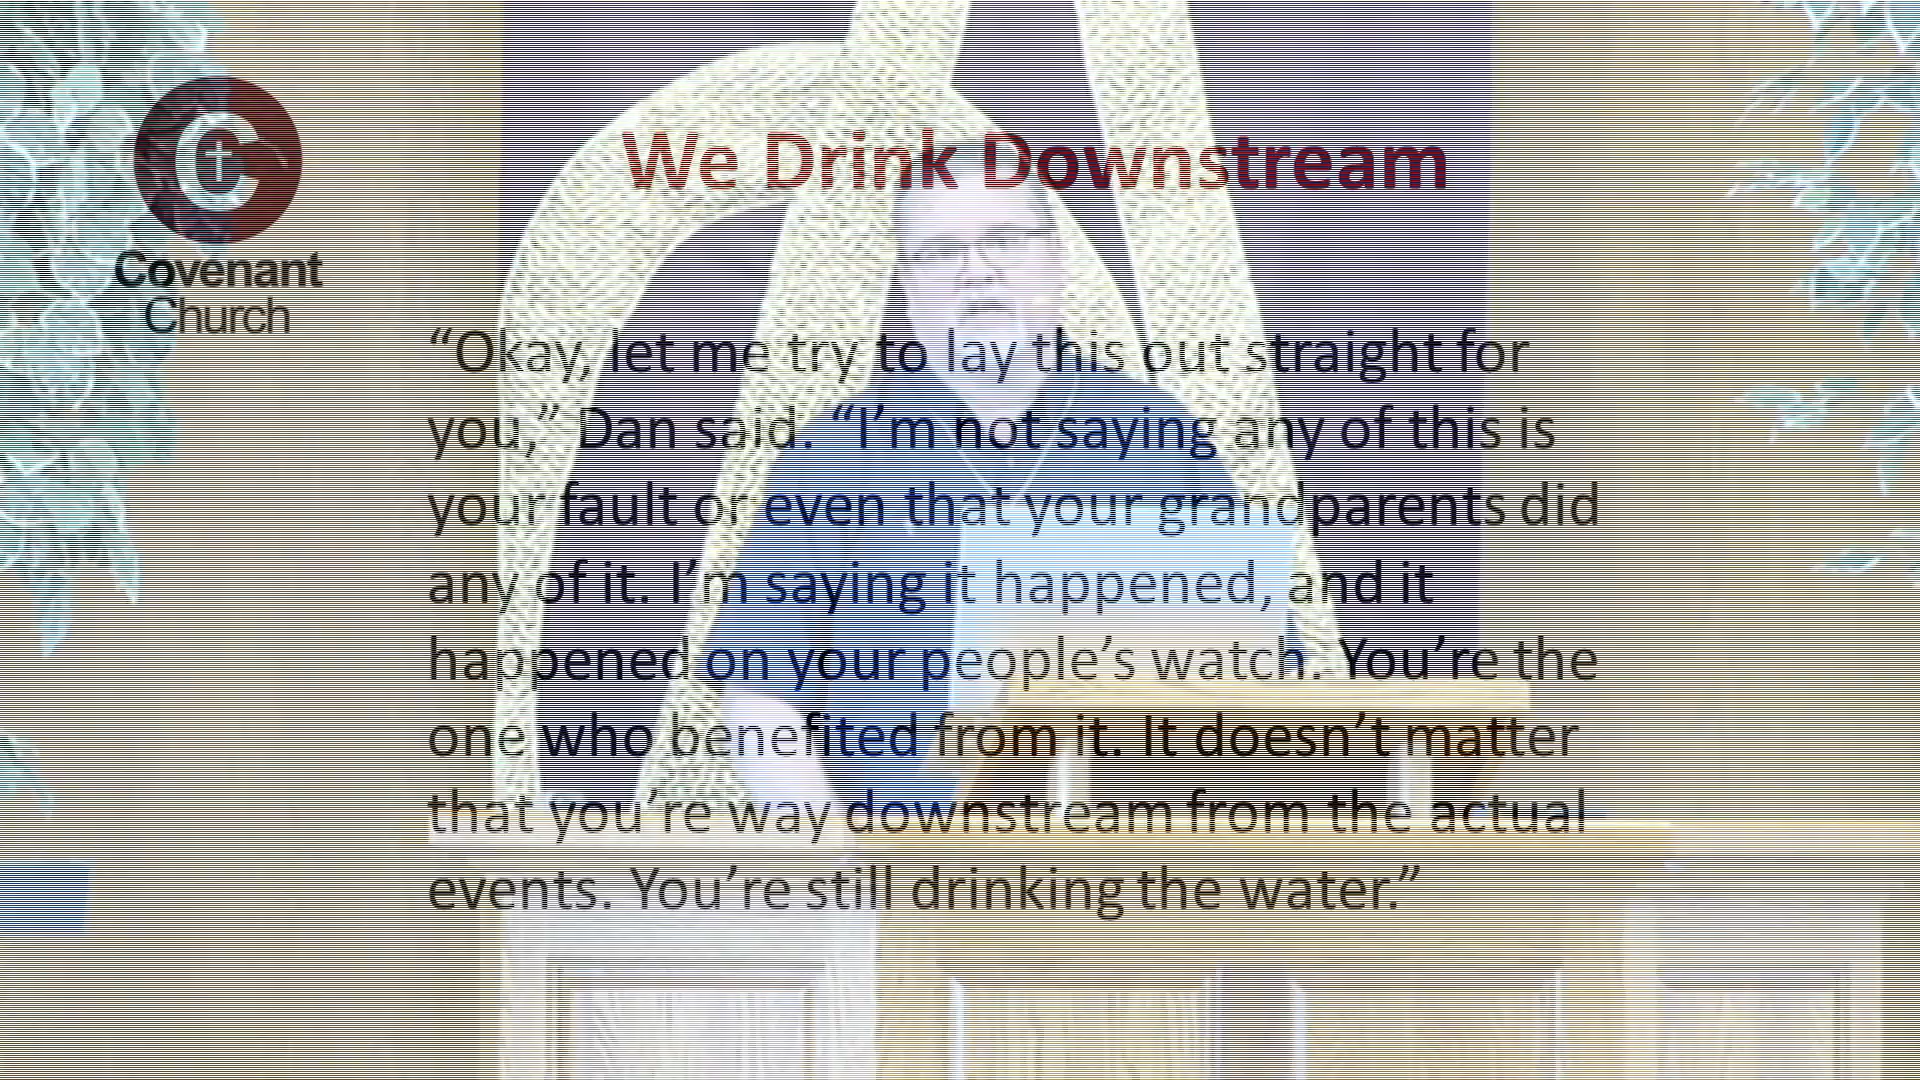 Covenant
Church
We Drink Downstream
“Okay, let me try to lay this out straight for
you,” Dan said. “I’m not saying any of this is
your fault or even that your grandparents did
any of it. I’m saying it happened, and it
happened on your people’s watch. You’re the
one who benefited from it. It doesn’t matter
that you’re way downstream from the actual
events. You’re still drinking the water.”